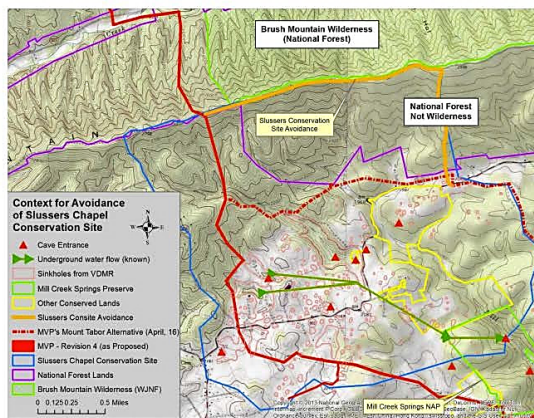 Brush Mountain Wilderness
(National Forest)
National Forest
Not Wilderness
Slussers Conservation
Site Avoidance
Context for Avoidance
of Slussers Chapel
Conservation Site
N
W
E
S
Cave Entrance
Underground water flow (known)
Sinkholes from VDMR
Mill Creek Springs Preserve
Other Conserved Lands
Slussers Consite Avoidance
MVP's Mount Tabor Alternative (April, 16)
MVP - Revision 4 (as Proposed)
Slussers Chapel Conservation Site
National Forest Lands
Brush Mountain Wilderness (WJNF)
0 0.125 0.25 0.5 Miles
Mill Creek Springs NAP